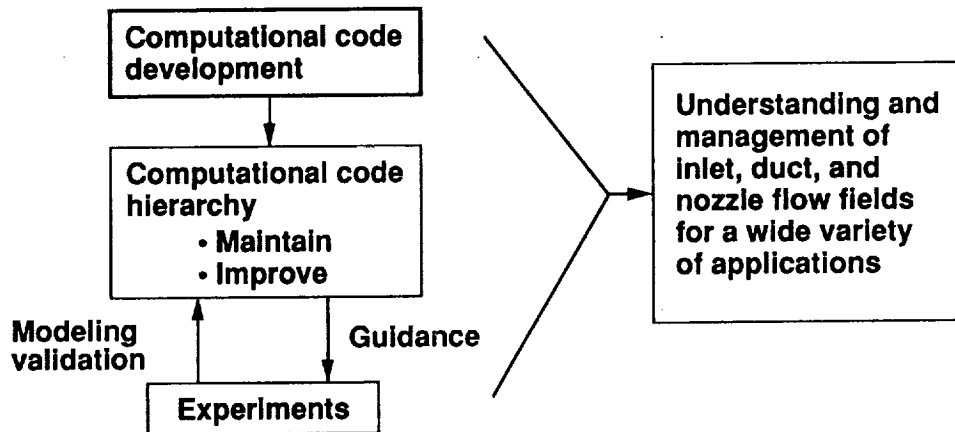 Computational code
development
Computational code
hierarchy
• Maintain
• Improve
Modeling
validation
Guidance
Experiments
Understanding and
management of
inlet, duct, and
nozzle flow fields
for a wide variety
of applications